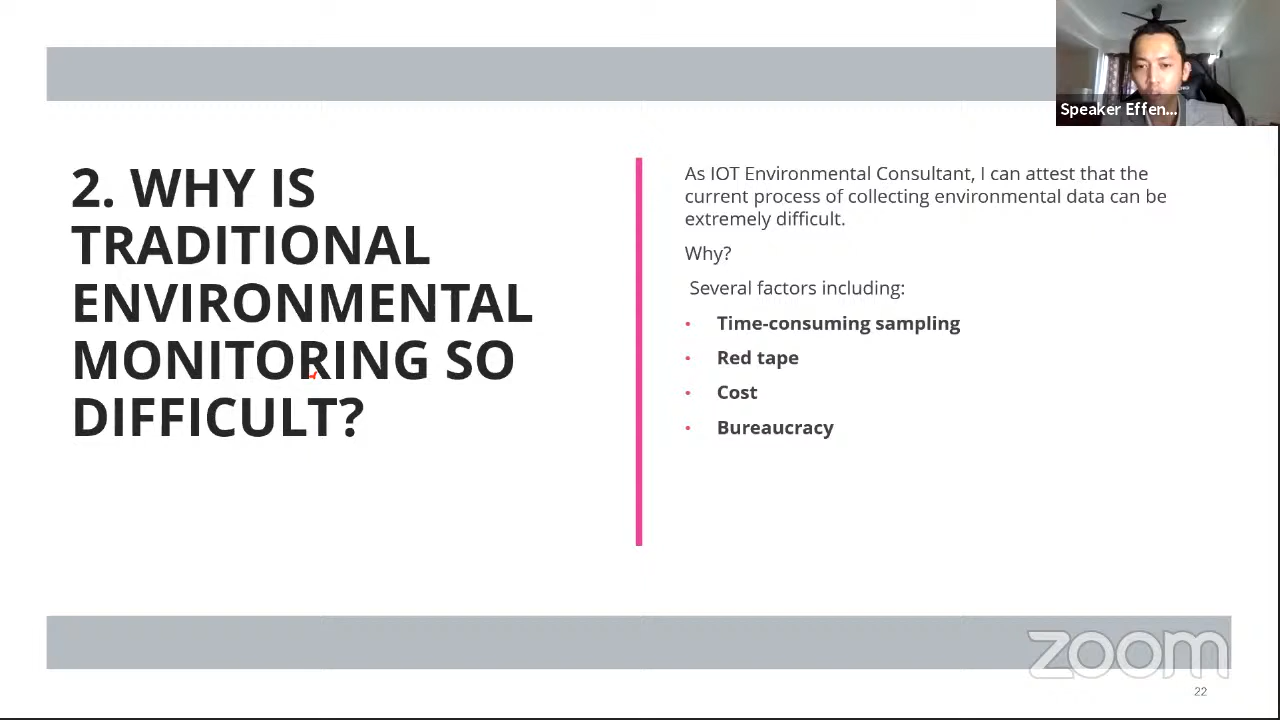 Speaker Effen...
2. WHY IS
TRADITIONAL
ENVIRONMENTAL
MONITORING SO
DIFFICULT?
As IOT Environmental Consultant, I can attest that the
current process of collecting environmental data can be
extremely difficult.
Why?
Several factors including:
• Time-consuming sampling
• Red tape
• Cost
• Bureaucracy
zoom
22